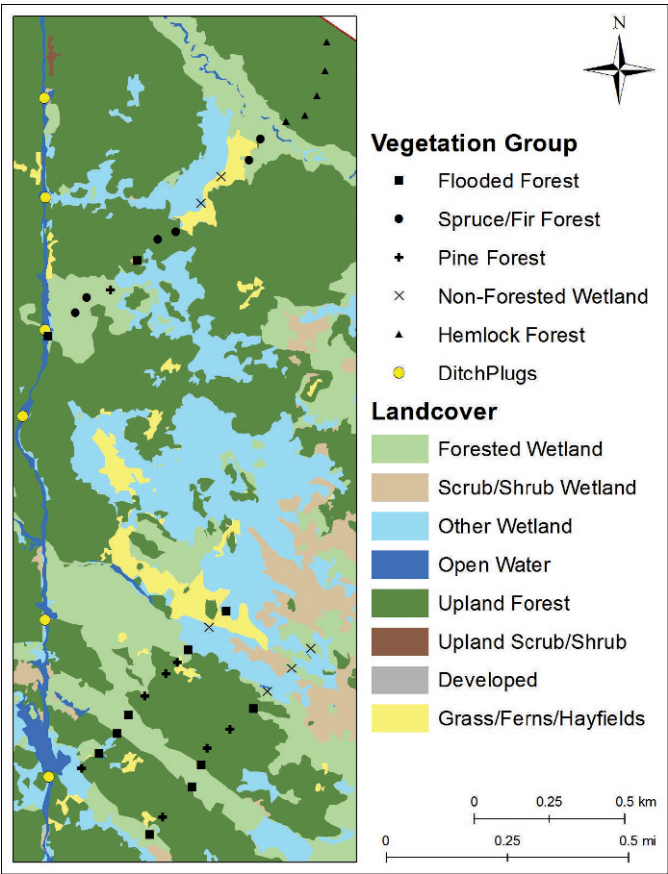 N
Vegetation Group
Flooded Forest
Spruce/Fir Forest
Pine Forest
Non-Forested Wetland
Hemlock Forest
DitchPlugs
Landcover
Forested Wetland
Scrub/Shrub Wetland
Other Wetland
Open Water
Upland Forest
Upland Scrub/Shrub
Developed
Grass/Ferns/Hayfields
0 0.25 0.5 km
0 0.25 0.5 mi